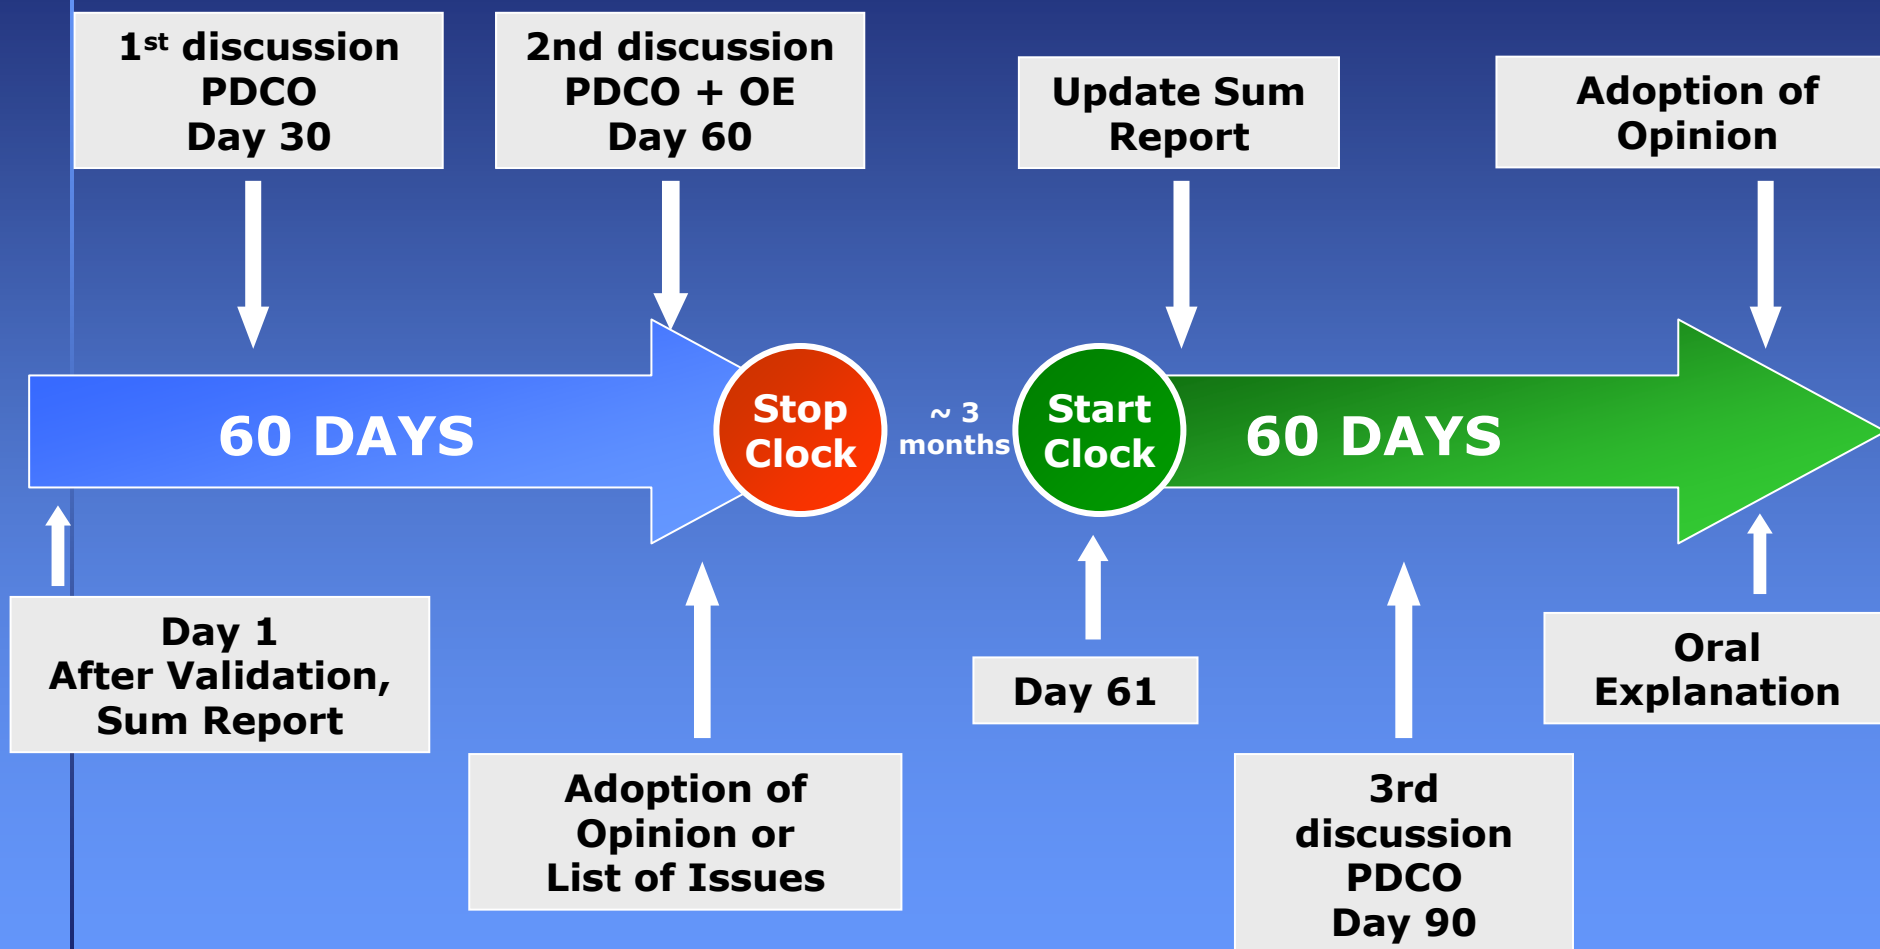 1st discussion
PDCO
Day 30
2nd discussion
PDCO + OE
Day 60
Update Sum
Report
Adoption of
Opinion
60 DAYS
Stop
Clock
~ 3
months
Start
Clock
60 DAYS
Day 1
After Validation,
Sum Report
Adoption of
Opinion or
List of Issues
Day 61
3rd
discussion
PDCO
Day 90
Oral
Explanation